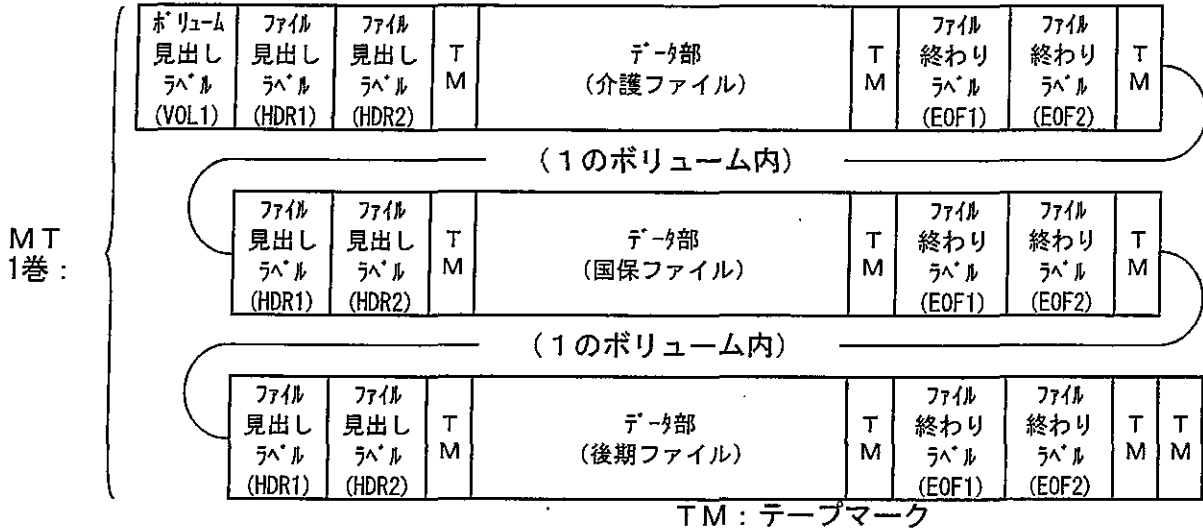 ボリューム見出しラベル(VOL1) ファイル見出しラベル(HDR1) ファイル見出しラベル(HDR2) TM データ部(介護ファイル) TM ファイル終わりラベル(EOF1) ファイル終わりラベル(EOF2) TM
(1のボリューム内)
MT
1巻:
ファイル見出しラベル(HDR1) ファイル見出しラベル(HDR2) TM データ部(国保ファイル) TM ファイル終わりラベル(EOF1) ファイル終わりラベル(EOF2) TM
(1のボリューム内)
ファイル見出しラベル(HDR1) ファイル見出しラベル(HDR2) TM データ部(後期ファイル) TM ファイル終わりラベル(EOF1) ファイル終わりラベル(EOF2) TM TM
TM:テープマーク